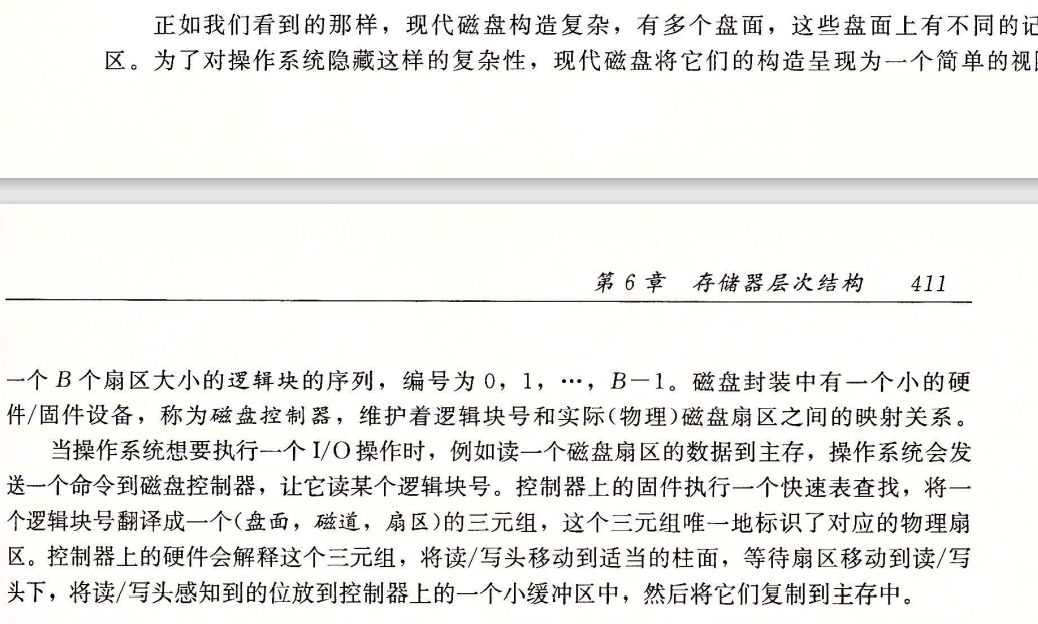 正如我们看到的那样，现代磁盘构造复杂，有多个盘面，这些盘面上有不同的记
区。为了对操作系统隐藏这样的复杂性，现代磁盘将它们的构造呈现为一个简单的视
第 6 章 存储器层次结构 411
一个 B 个扇区大小的逻辑块的序列，编号为 0，1，…，B－1。磁盘封装中有一个小的硬
件/固件设备，称为磁盘控制器，维护着逻辑块号和实际(物理)磁盘扇区之间的映射关系。
当操作系统想要执行一个 I/O 操作时，例如读一个磁盘扇区的数据到主存，操作系统会发
送一个命令到磁盘控制器，让它读某个逻辑块号。控制器上的固件执行一个快速表查找，将一
个逻辑块号翻译成一个(盘面，磁道，扇区)的三元组，这个三元组唯一地标识了对应的物理扇
区。控制器上的硬件会解释这个三元组，将读/写头移动到适当的柱面，等待扇区移动到读/写
头下，将读/写头感知到的位放到控制器上的一个小缓冲区中，然后将它们复制到主存中。